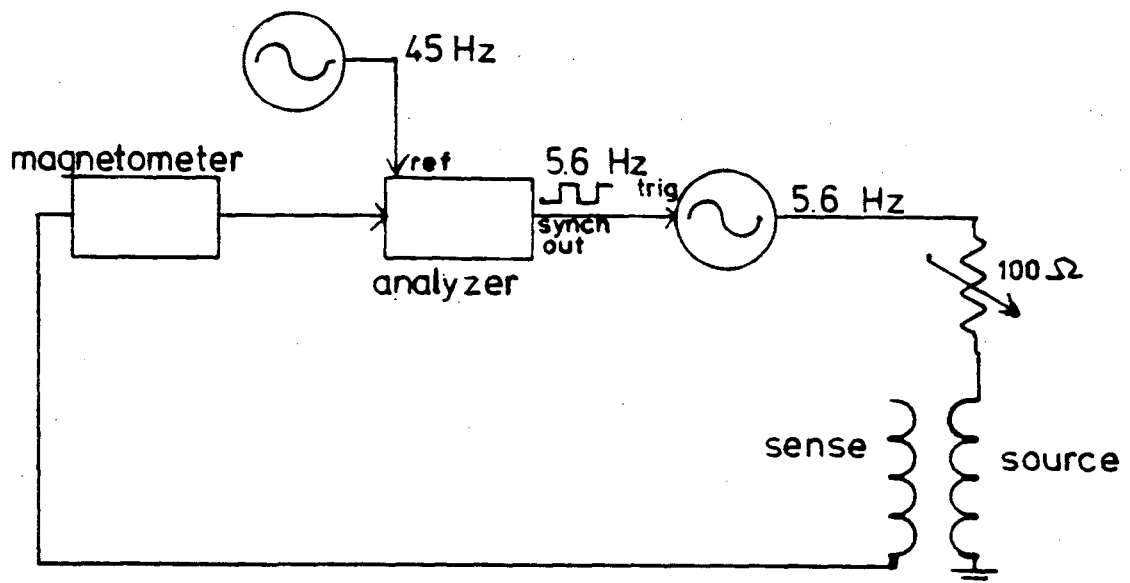 45 Hz
magnetometer
ref
5.6 Hz
trig
5.6 Hz
synch
out
analyzer
100 Ω
sense
source